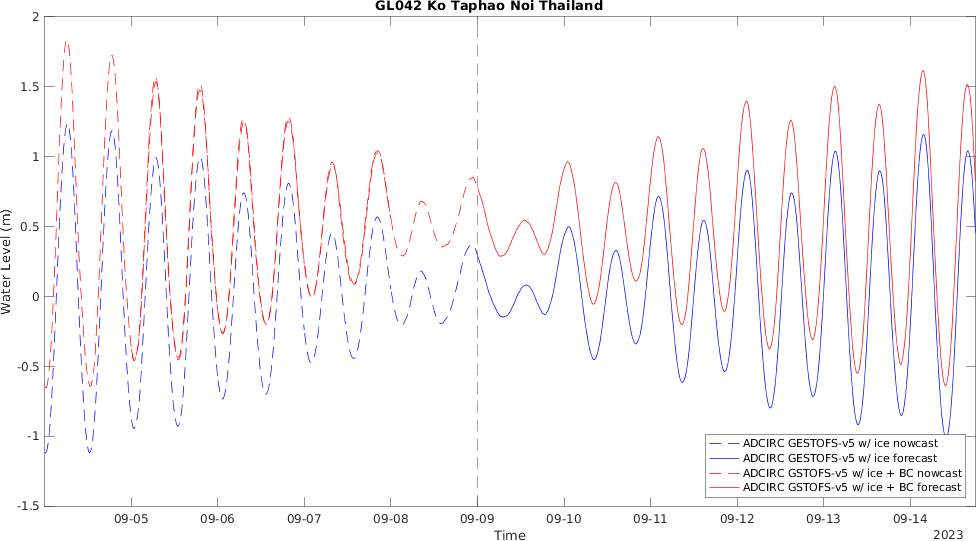 GL042 Ko Taphao Noi Thailand
2
1.5
1
0.5
0
-0.5
-1
-1.5
Water Level (m)
ADCIRC GESTOFS-v5 w/ ice nowcast
ADCIRC GESTOFS-v5 w/ ice forecast
ADCIRC GSTOFS-v5 w/ ice + BC nowcast
ADCIRC GSTOFS-v5 w/ ice + BC forecast
09-05 09-06 09-07 09-08 09-09 09-10 09-11 09-12 09-13 09-14
Time
2023